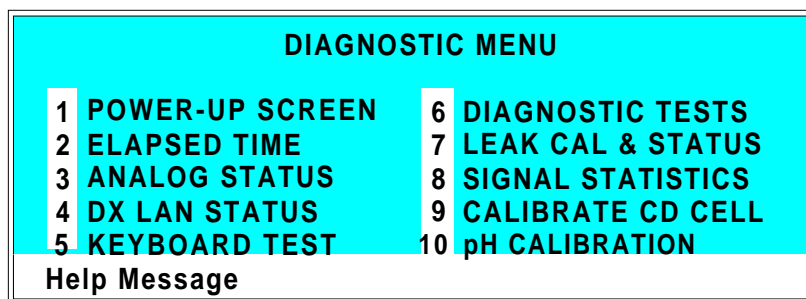 DIAGNOSTIC MENU
1 POWER-UP SCREEN
2 ELAPSED TIME
3 ANALOG STATUS
4 DX LAN STATUS
5 KEYBOARD TEST
6 DIAGNOSTIC TESTS
7 LEAK CAL & STATUS
8 SIGNAL STATISTICS
9 CALIBRATE CD CELL
10 pH CALIBRATION
Help Message